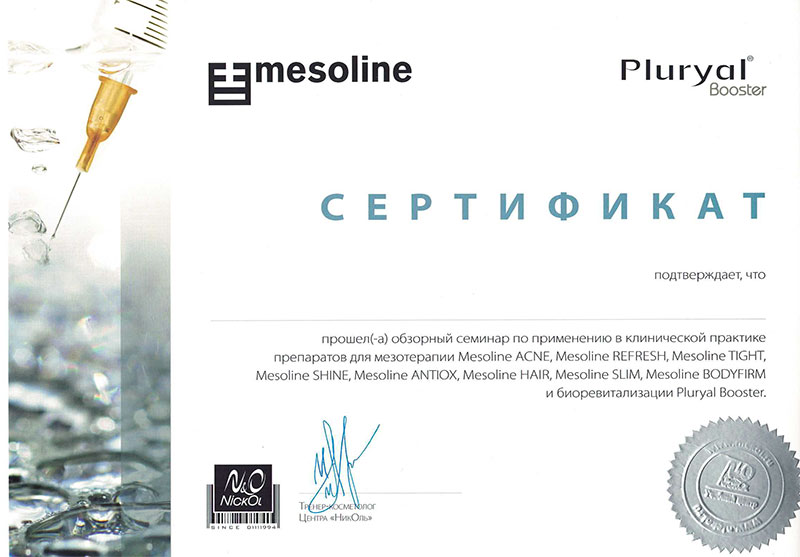 mesoline
Pluryal®
Booster
СЕРТИФИКАТ
подтверждает, что
прошел(-а) обзорный семинар по применению в клинической практике
препаратов для мезотерапии Mesoline ACNE, Mesoline REFRESH, Mesoline TIGHT,
Mesoline SHINE, Mesoline ANTIOX, Mesoline HAIR, Mesoline SLIM, Mesoline BODYFIRM
и биоревитализации Pluryal Booster.
N&O
NICKOL
SINCE 01111994
Тренер-косметолог
Центра «НикОль»